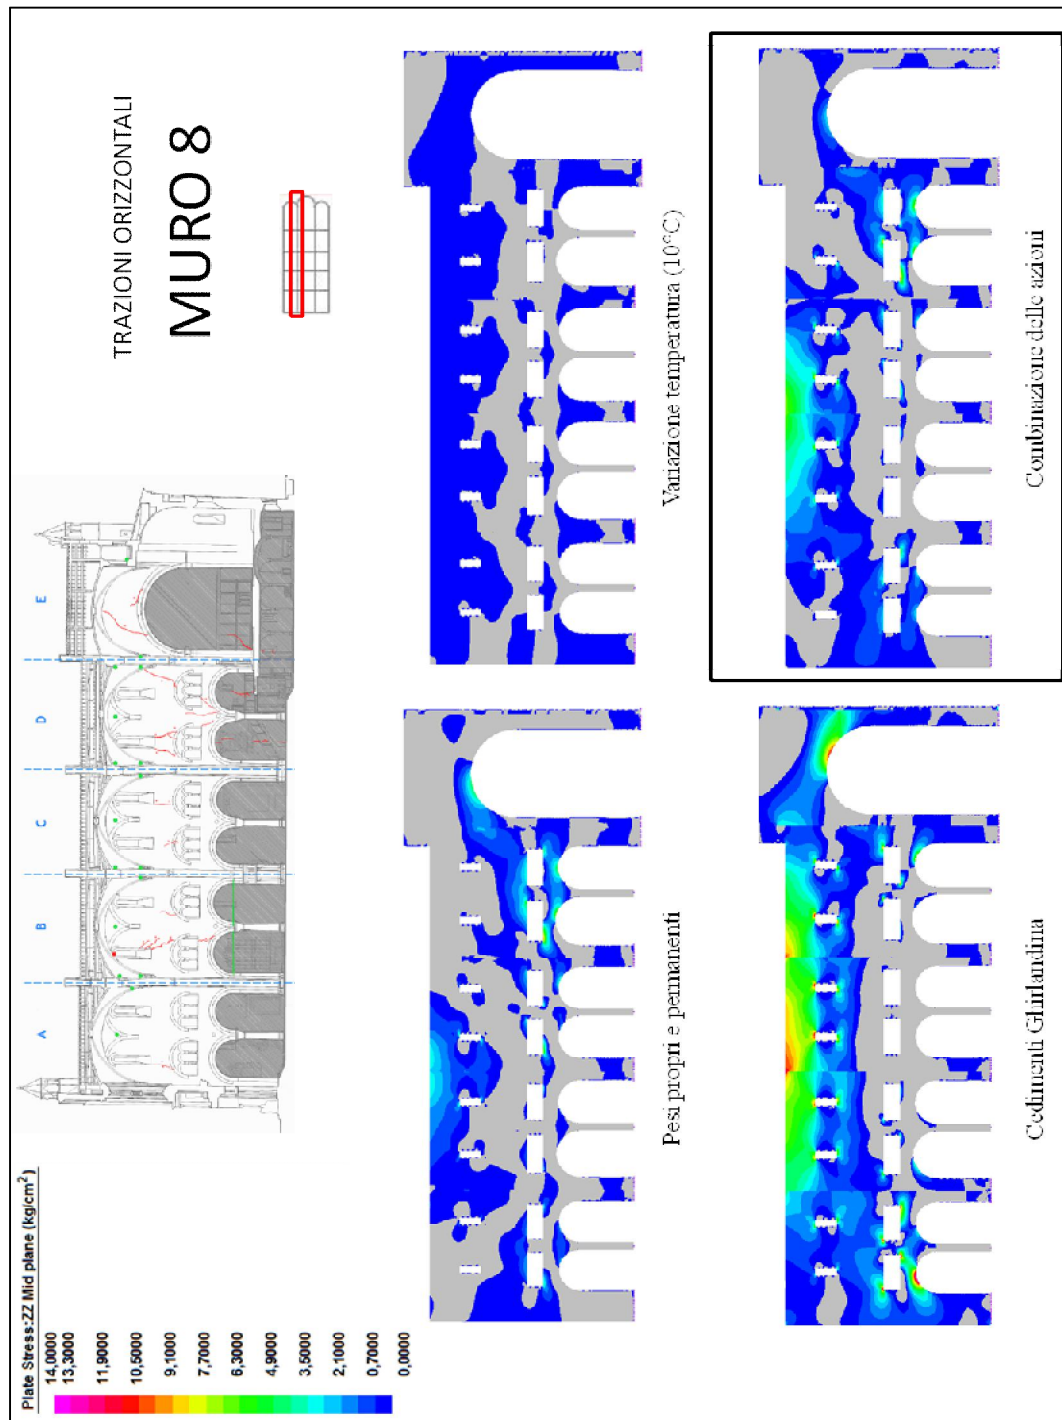 Plate Stress:ZZ Mid plane (kg/cm²)
14,0000
13,3000
11,9000
10,5000
9,1000
7,7000
6,3000
4,9000
3,5000
2,1000
0,7000
0,0000
A
B
C
D
E
TRAZIONI ORIZZONTALI
MURO 8
Pesi propri e permanenti
Variazione temperatura (10°C)
Cedimenti Ghirlandina
Combinazione delle azioni